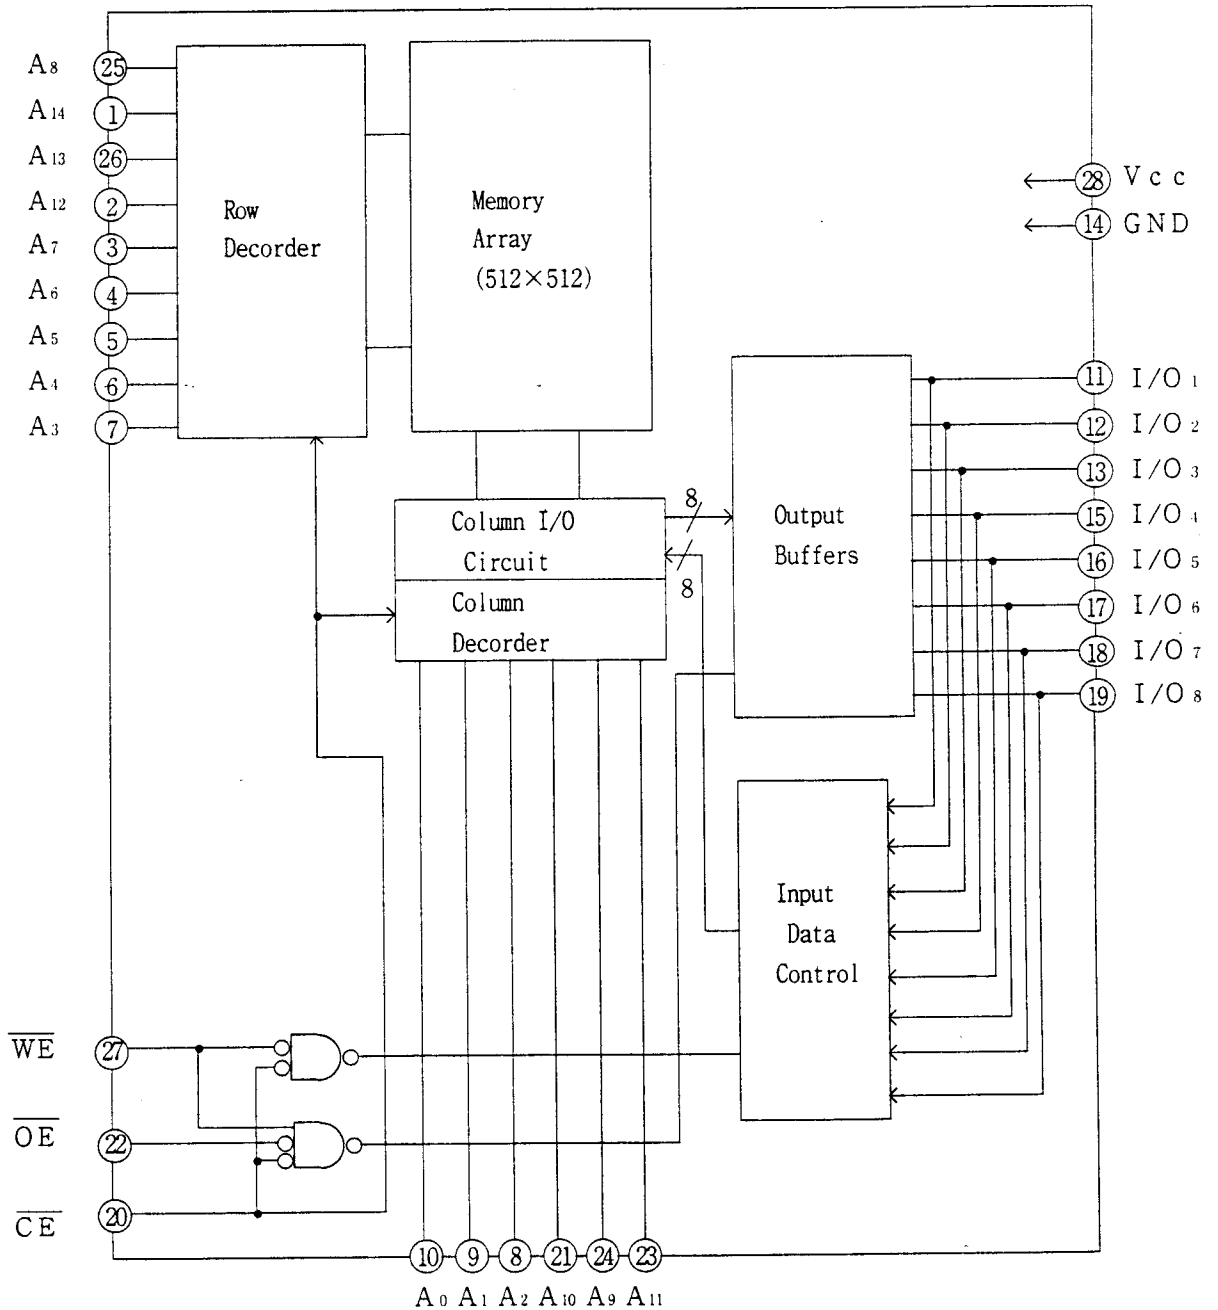 A8 25
A14 1
A13 26
A12 2
A7 3
A6 4
A5 5
A4 6
A3 7
Row
Decorder
Memory
Array
(512×512)
28 Vcc
14 GND
Column I/O
Circuit
Column
Decorder
8
8
Output
Buffers
11 I/O1
12 I/O2
13 I/O3
15 I/O4
16 I/O5
17 I/O6
18 I/O7
19 I/O8
Input
Data
Control
W̅E̅ 27
O̅E̅ 22
C̅E̅ 20
10 9 8 21 24 23
A0 A1 A2 A10 A9 A11